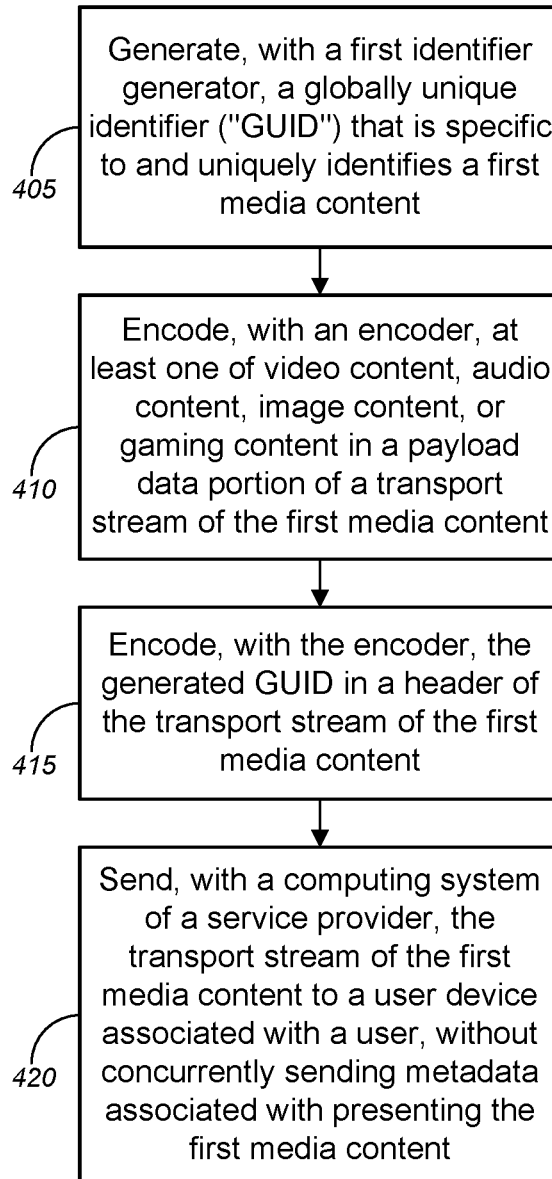 Generate, with a first identifier
generator, a globally unique
identifier ("GUID") that is specific
to and uniquely identifies a first
media content
405
Encode, with an encoder, at
least one of video content, audio
content, image content, or
gaming content in a payload
data portion of a transport
stream of the first media content
410
Encode, with the encoder, the
generated GUID in a header of
the transport stream of the first
media content
415
Send, with a computing system
of a service provider, the
transport stream of the first
media content to a user device
associated with a user, without
concurrently sending metadata
associated with presenting the
first media content
420